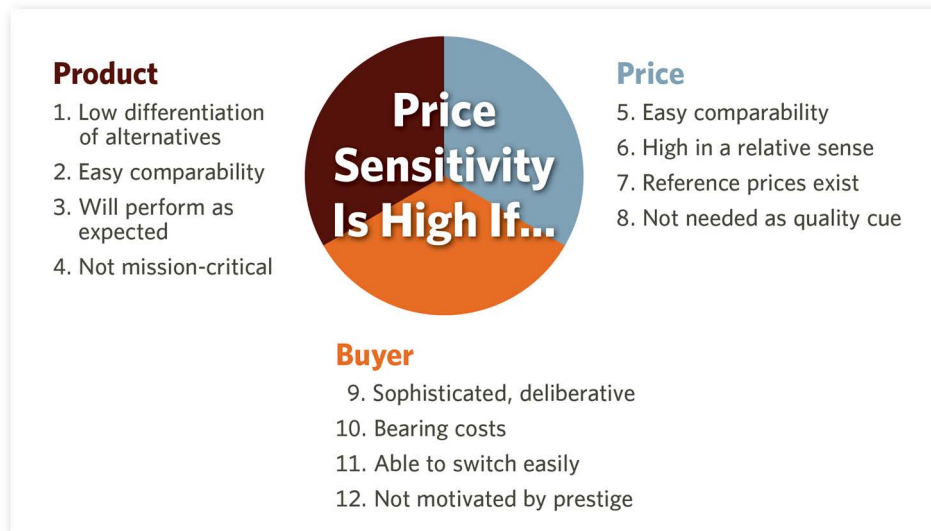 Price
Sensitivity
Is High If...
Product
1. Low differentiation
of alternatives
2. Easy comparability
3. Will perform as
expected
4. Not mission-critical
Price
5. Easy comparability
6. High in a relative sense
7. Reference prices exist
8. Not needed as quality cue
Buyer
9. Sophisticated, deliberative
10. Bearing costs
11. Able to switch easily
12. Not motivated by prestige